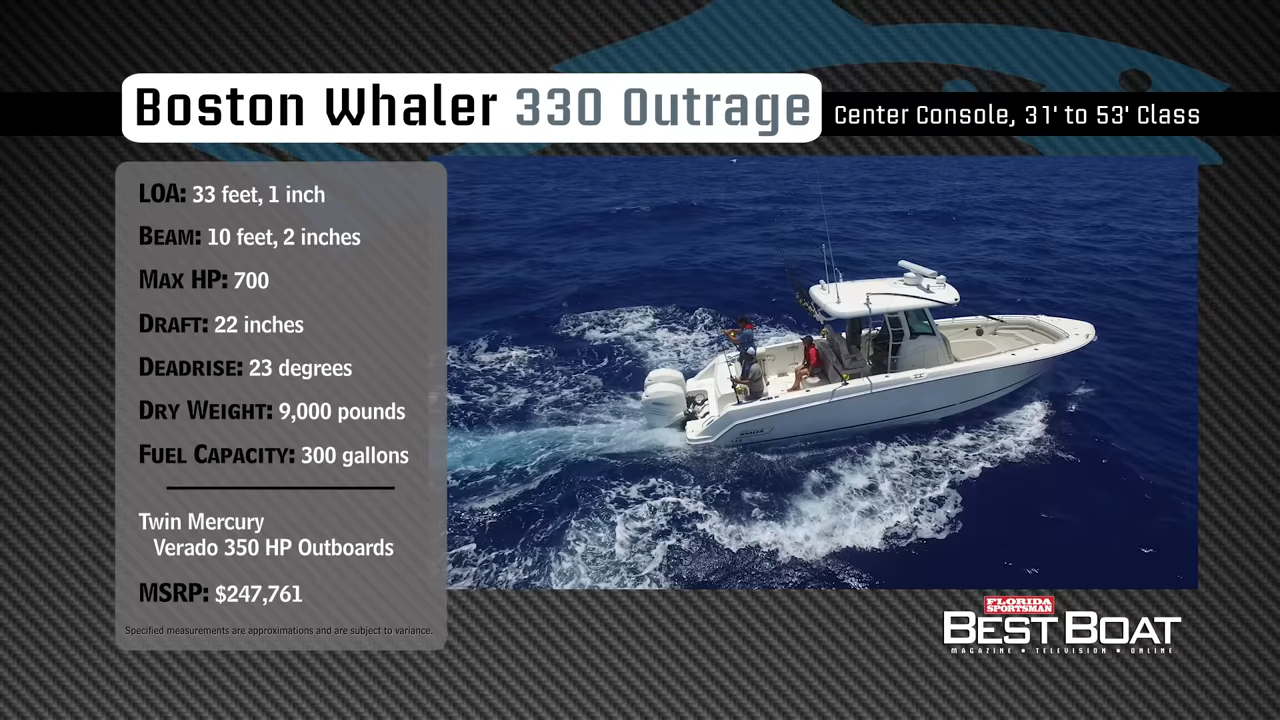 Boston Whaler 330 Outrage
Center Console, 31' to 53' Class
LOA: 33 feet, 1 inch
BEAM: 10 feet, 2 inches
MAX HP: 700
DRAFT: 22 inches
DEADRISE: 23 degrees
DRY WEIGHT: 9,000 pounds
FUEL CAPACITY: 300 gallons
Twin Mercury
Verado 350 HP Outboards
MSRP: $247,761
Specified measurements are approximations and are subject to variance.
WHALER
FLORIDA
SPORTSMAN
BEST BOAT
MAGAZINE • TELEVISION • ONLINE